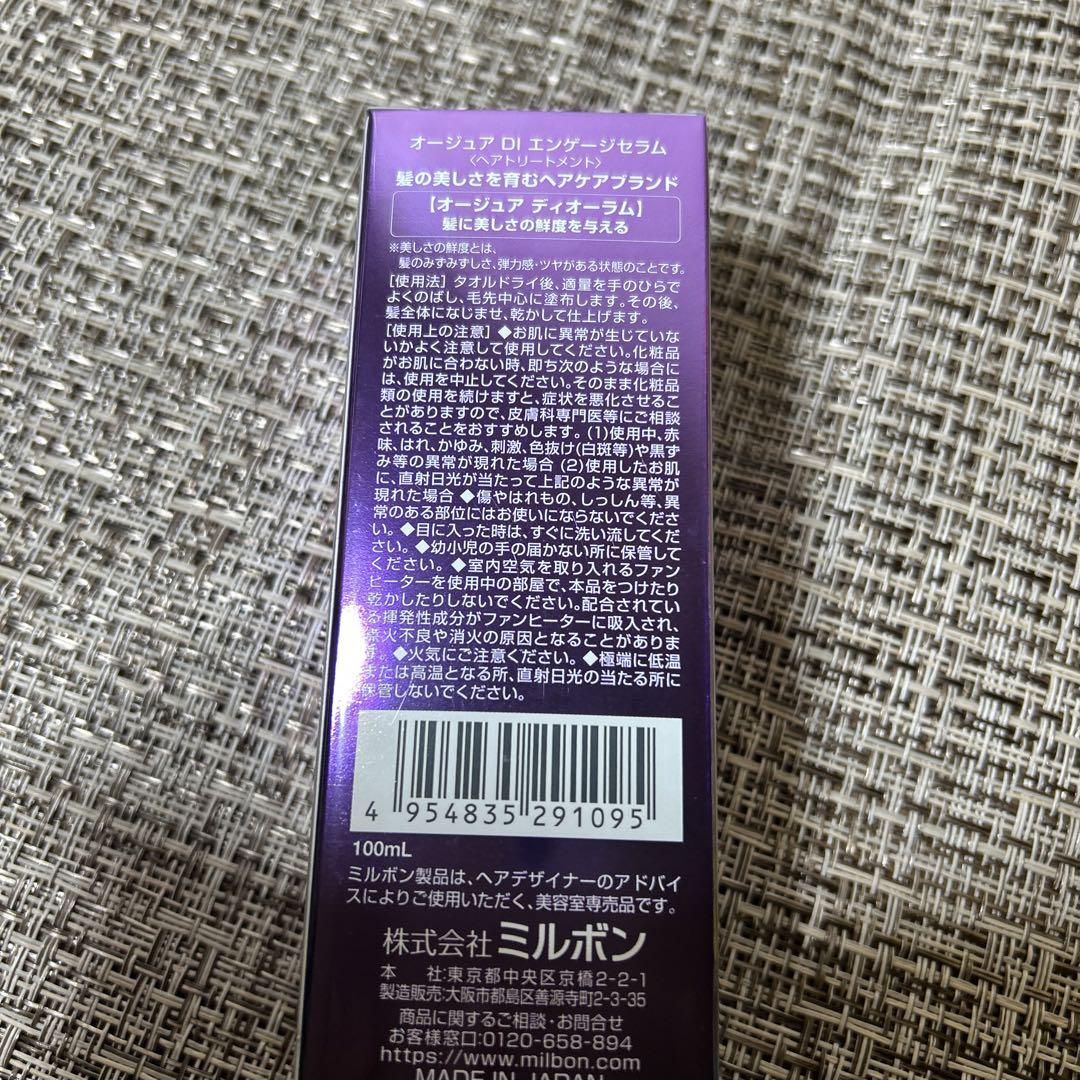 オージュア DI エンゲージセラム
〈ヘアトリートメント〉
髪の美しさを育むヘアケアブランド
【オージュア ディオーラム】
髪に美しさの鮮度を与える
※美しさの鮮度とは、
髪のみずみずしさ、弾力感・ツヤがある状態のことです。
[使用法] タオルドライ後、適量を手のひらで
よくのばし、毛先中心に塗布します。その後、
髪全体になじませ、乾かして仕上げます。
[使用上の注意] ◆お肌に異常が生じていな
いかよく注意して使用してください。化粧品
がお肌に合わない時、即ち次のような場合に
は、使用を中止してください。そのまま化粧品
類の使用を続けますと、症状を悪化させるこ
とがありますので、皮膚科専門医等にご相談
されることをおすすめします。(1)使用中、赤
味、はれ、かゆみ、刺激、色抜け(白斑等)や黒ず
み等の異常が現れた場合 (2)使用したお肌
に、直射日光が当たって上記のような異常が
現れた場合 ◆傷やはれもの、しっしん等、異
常のある部位にはお使いにならないでくださ
い。◆目に入った時は、すぐに洗い流してくだ
さい。◆幼小児の手の届かない所に保管して
ください。◆室内空気を取り入れるファン
ヒーターを使用中の部屋で、本品をつけたり
乾かしたりしないでください。配合されてい
る揮発性成分がファンヒーターに吸入され、
着火不良や消火の原因となることがありま
す。◆火気にご注意ください。◆極端に低温
または高温となる所、直射日光の当たる所に
保管しないでください。
4 954835 291095
100mL
ミルボン製品は、ヘアデザイナーのアドバイ
スによりご使用いただく、美容室専売品です。
株式会社 ミルボン
本 社:東京都中央区京橋2-2-1
製造販売:大阪市都島区善源寺町2-3-35
商品に関するご相談・お問合せ
お客様窓口:0120-658-894
https://www.milbon.com
MADE IN JAPAN